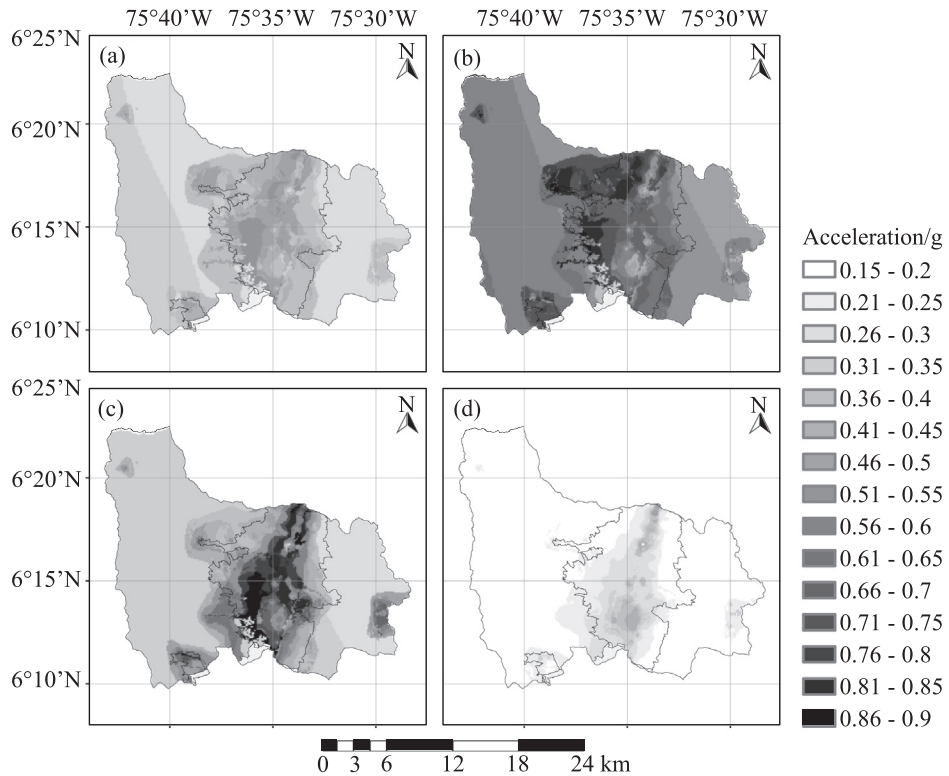 75°40’W 75°35’W 75°30’W 75°40’W 75°35’W 75°30’W
6°25’N
(a) N (b) N
6°20’N
6°15’N
6°10’N
6°25’N
(c) N (d) N
6°20’N
6°15’N
6°10’N
Acceleration/g
0.15 - 0.2
0.21 - 0.25
0.26 - 0.3
0.31 - 0.35
0.36 - 0.4
0.41 - 0.45
0.46 - 0.5
0.51 - 0.55
0.56 - 0.6
0.61 - 0.65
0.66 - 0.7
0.71 - 0.75
0.76 - 0.8
0.81 - 0.85
0.86 - 0.9
0 3 6 12 18 24 km